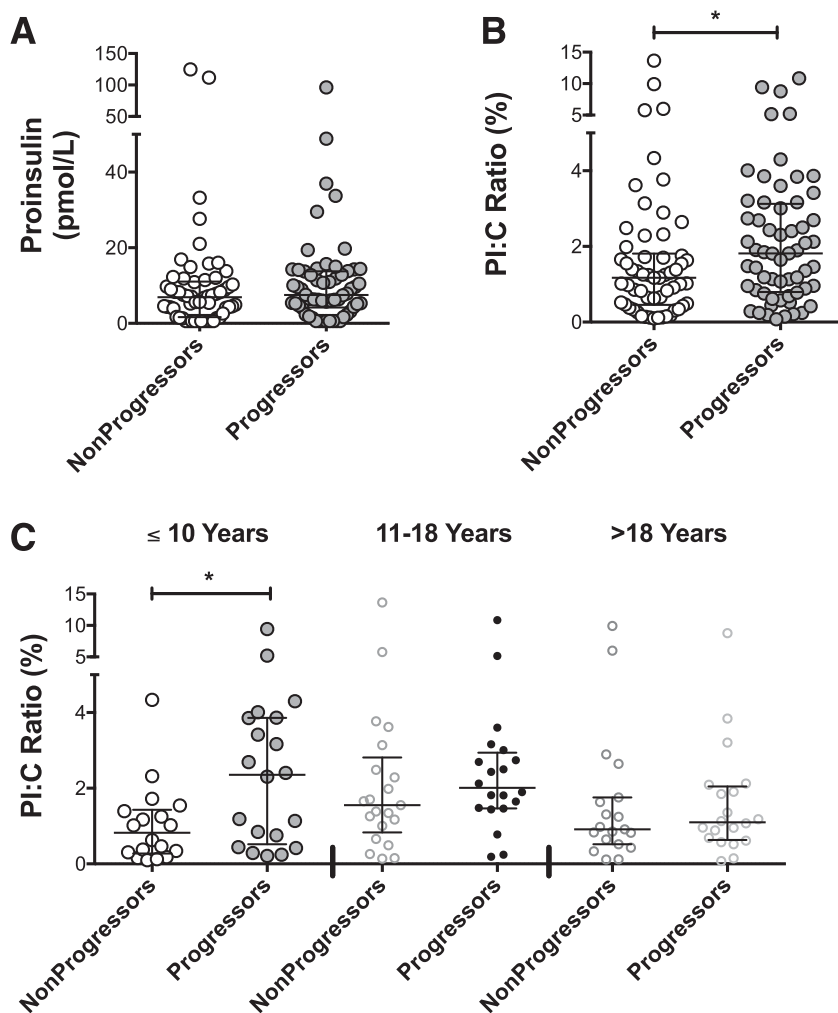 A
Proinsulin
(pmol/L)
150
100
50
40
20
0
NonProgressors
Progressors
B
*
PI:C Ratio (%)
15
10
5
4
2
0
NonProgressors
Progressors
C
≤ 10 Years
11-18 Years
>18 Years
*
PI:C Ratio (%)
15
10
5
4
2
0
NonProgressors
Progressors
NonProgressors
Progressors
NonProgressors
Progressors